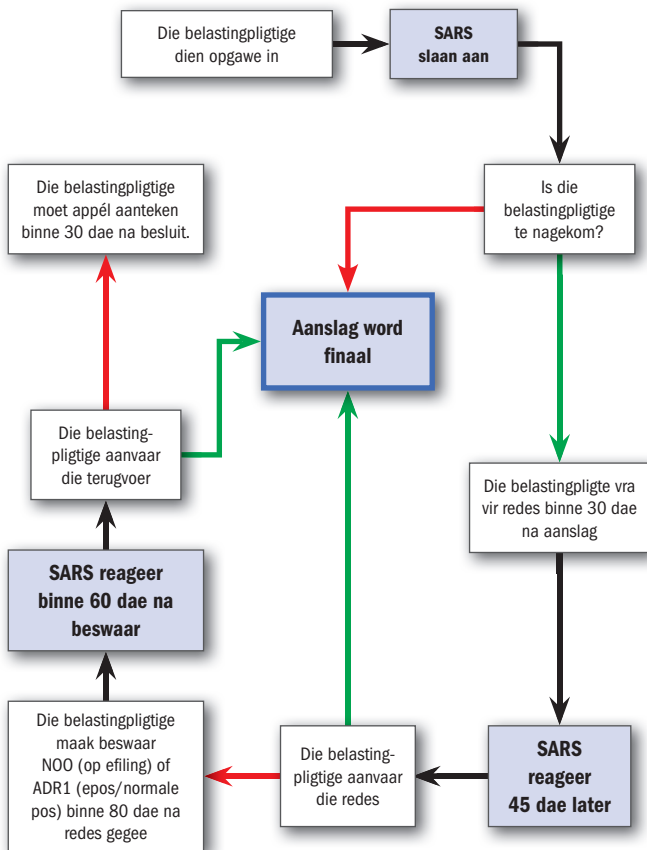 Die belastingpligtige
dien opgawe in
SARS
slaan aan
Is die
belastingpligtige
te nagekom?
Die belastingpligtige
moet appél aanteken
binne 30 dae na besluit.
Aanslag word
finaal
Die belasting-
pligtige aanvaar
die terugvoer
Die belastingpligte vra
vir redes binne 30 dae
na aanslag
SARS reageer
binne 60 dae na
beswaar
Die belastingpligtige
maak beswaar
NOO (op efiling) of
ADR1 (epos/normale
pos) binne 80 dae na
redes gegee
Die belasting-
pligtige aanvaar
die redes
SARS
reageer
45 dae later